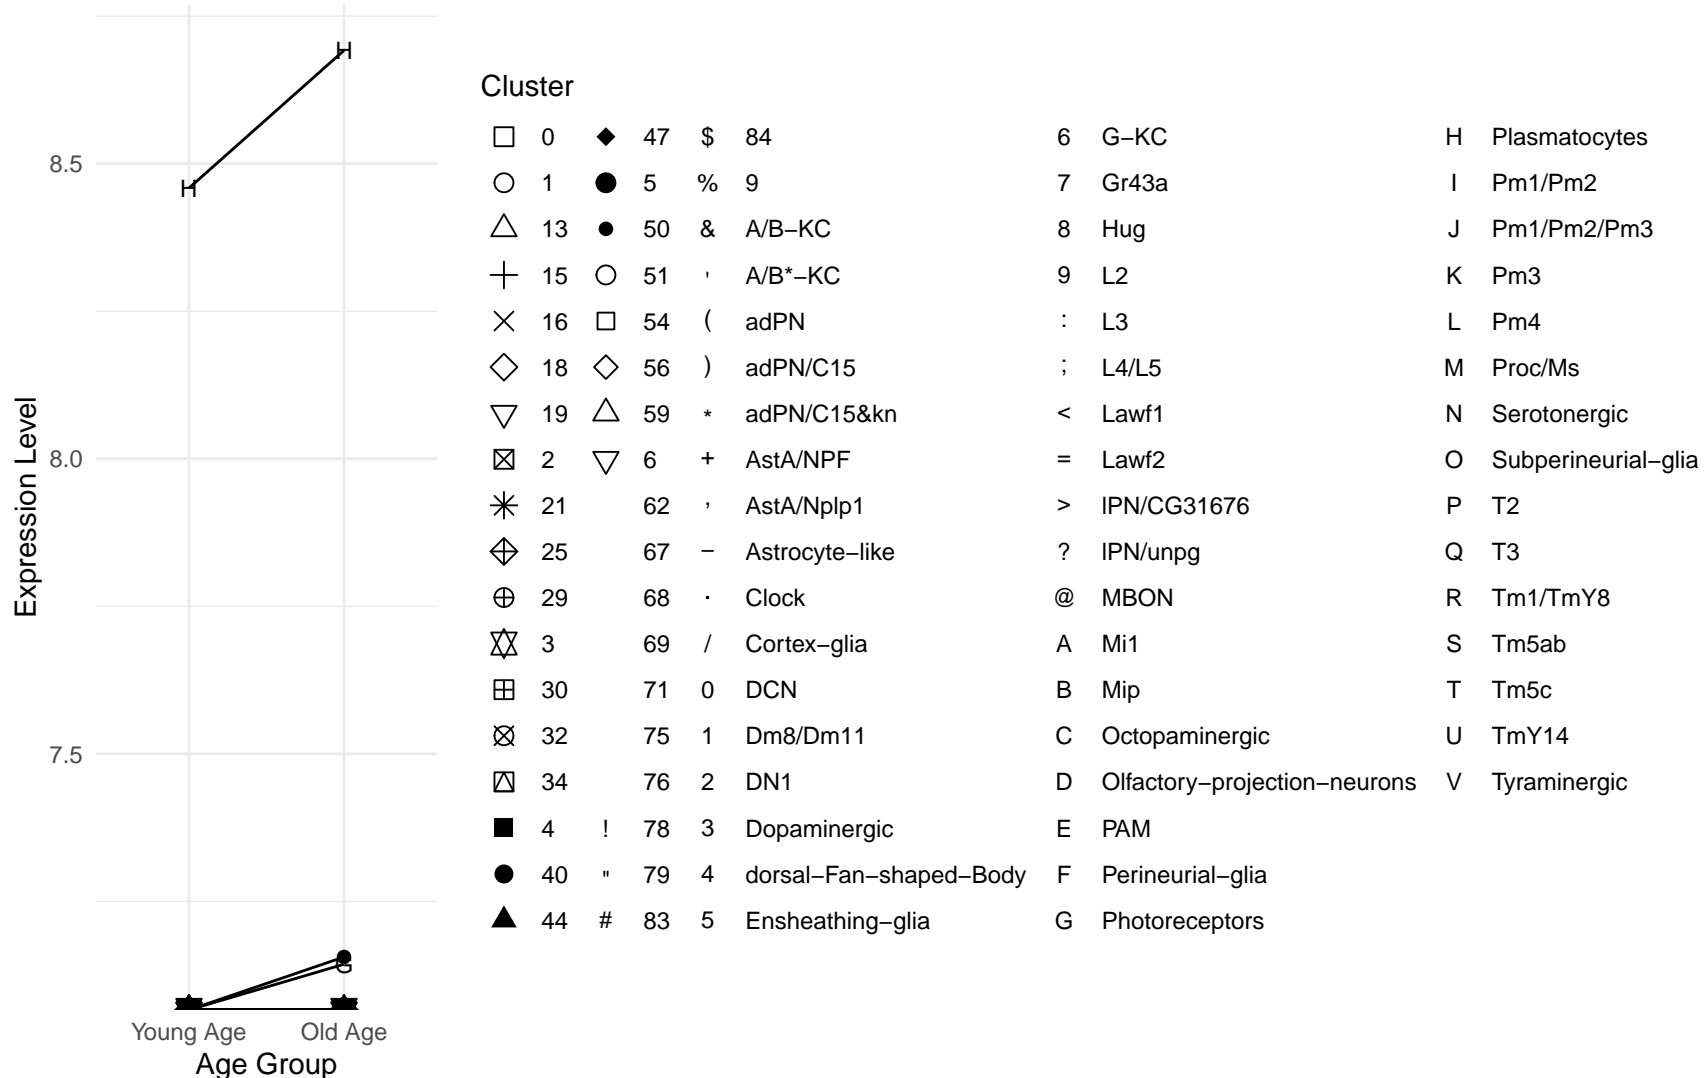 Cluster
0 47 $ 84 6 G−KC H Plasmatocytes
1 5 % 9 7 Gr43a I Pm1/Pm2
13 50 & A/B−KC 8 Hug J Pm1/Pm2/Pm3
15 51 ' A/B*−KC 9 L2 K Pm3
16 54 ( adPN : L3 L Pm4
18 56 ) adPN/C15 ; L4/L5 M Proc/Ms
19 59 * adPN/C15&kn < Lawf1 N Serotonergic
2 6 + AstA/NPF = Lawf2 O Subperineurial−glia
21 62 , AstA/Nplp1 > lPN/CG31676 P T2
25 67 − Astrocyte−like ? lPN/unpg Q T3
29 68 . Clock @ MBON R Tm1/TmY8
3 69 / Cortex−glia A Mi1 S Tm5ab
30 71 0 DCN B Mip T Tm5c
32 75 1 Dm8/Dm11 C Octopaminergic U TmY14
34 76 2 DN1 D Olfactory−projection−neurons V Tyraminergic
4 ! 78 3 Dopaminergic E PAM
40 " 79 4 dorsal−Fan−shaped−Body F Perineurial−glia
44 # 83 5 Ensheathing−glia G Photoreceptors
Expression Level
8.5
8.0
7.5
H
H
G
Young Age Old Age
Age Group